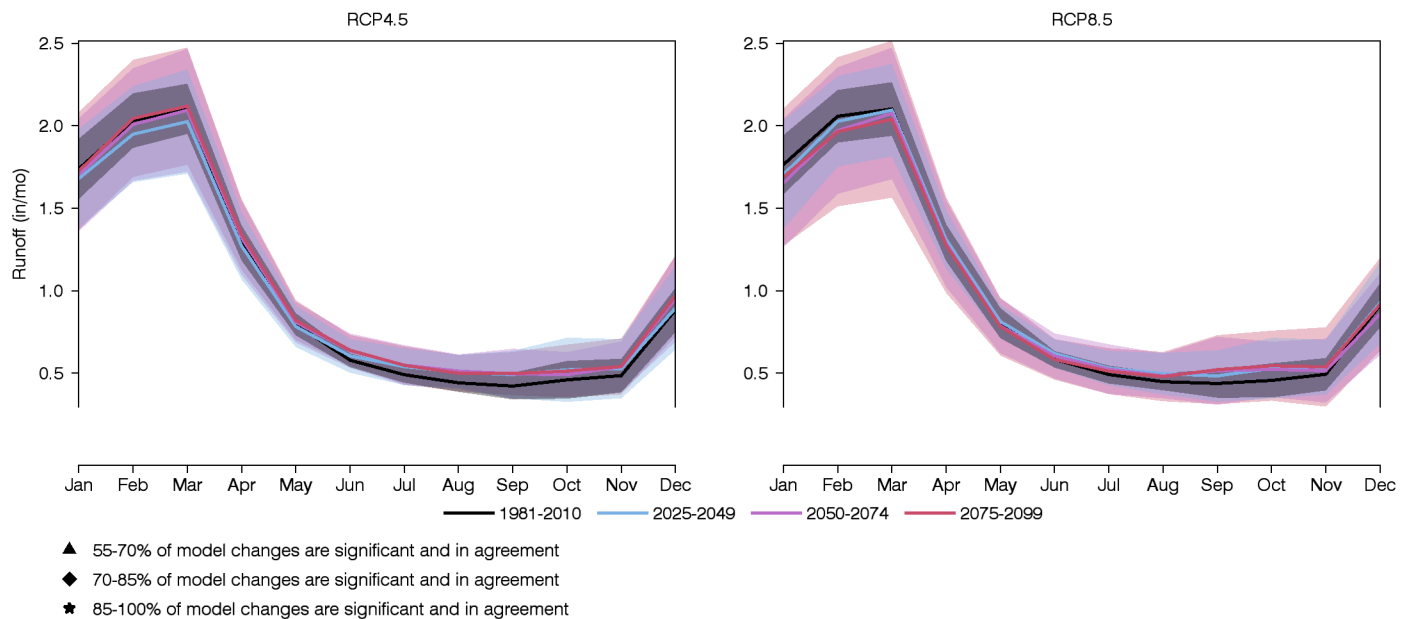 RCP4.5
RCP8.5
Runoff (in/mo)
2.5
2.0
1.5
1.0
0.5
2.5
2.0
1.5
1.0
0.5
Jan Feb Mar Apr May Jun Jul Aug Sep Oct Nov Dec
Jan Feb Mar Apr May Jun Jul Aug Sep Oct Nov Dec
1981-2010 2025-2049 2050-2074 2075-2099
55-70% of model changes are significant and in agreement
70-85% of model changes are significant and in agreement
85-100% of model changes are significant and in agreement